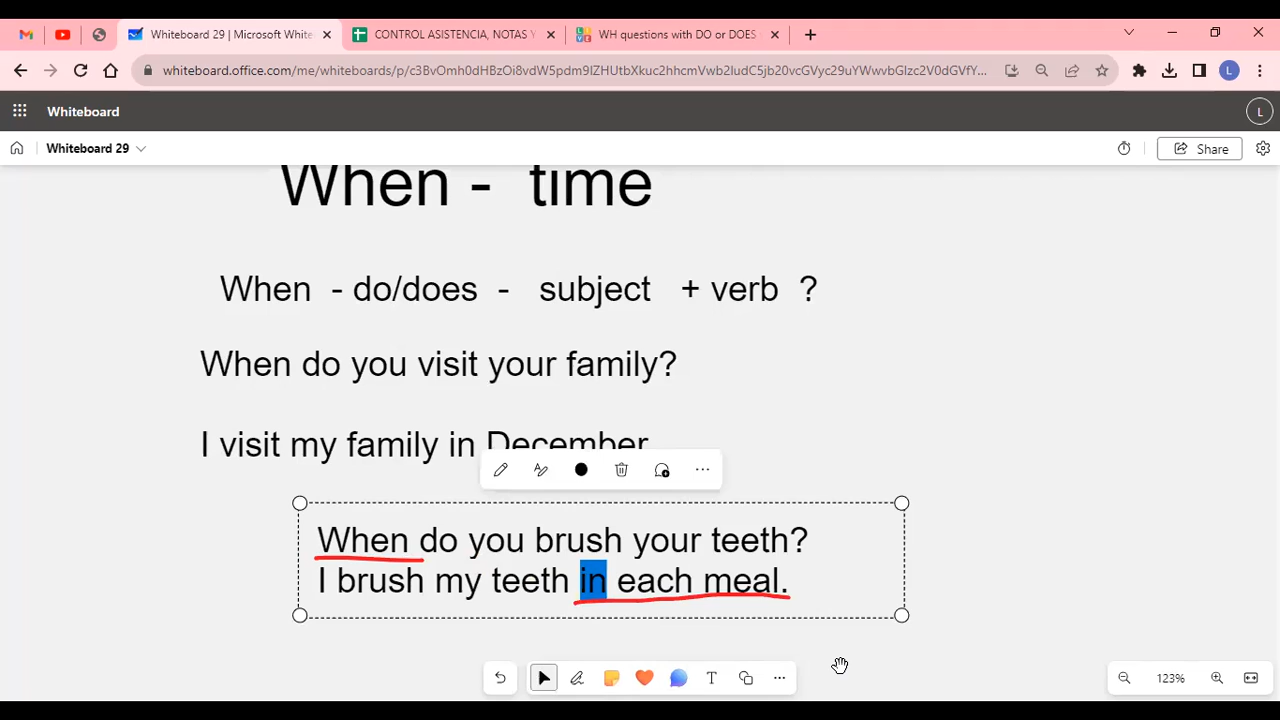 Whiteboard 29 | Microsoft White
CONTROL ASISTENCIA, NOTAS Y
WH questions with DO or DOES
L
Whiteboard
L
Whiteboard 29
Share
When - time
When - do/does - subject + verb ?
When do you visit your family?
I visit my family in December
When do you brush your teeth?
I brush my teeth in each meal.
T
123%